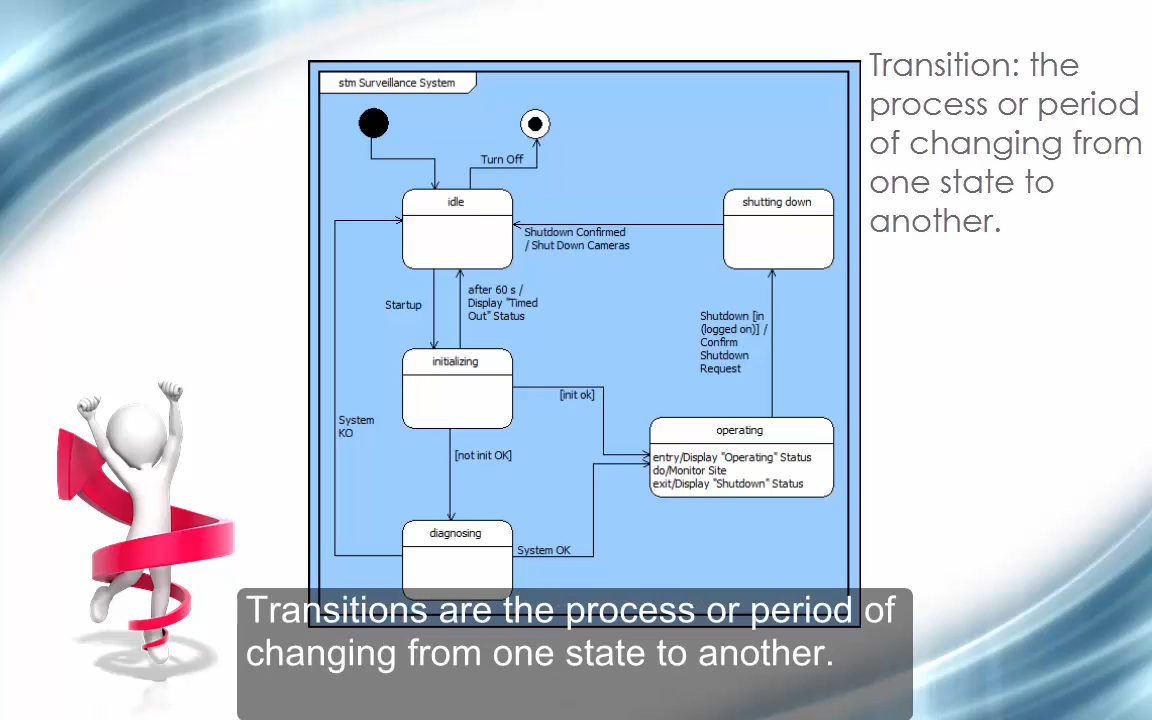 Transition: the
process or period
of changing from
one state to
another.
stm Surveillance System
Turn Off
idle
shutting down
Shutdown Confirmed
/ Shut Down Cameras
Startup
after 60 s /
Display "Timed
Out" Status
Shutdown [in
(logged on)] /
Confirm
Shutdown
Request
initializing
[init ok]
System
KO
operating
entry/Display "Operating" Status
do/Monitor Site
exit/Display "Shutdown" Status
[not init OK]
diagnosing
System OK
Transitions are the process or period of
changing from one state to another.